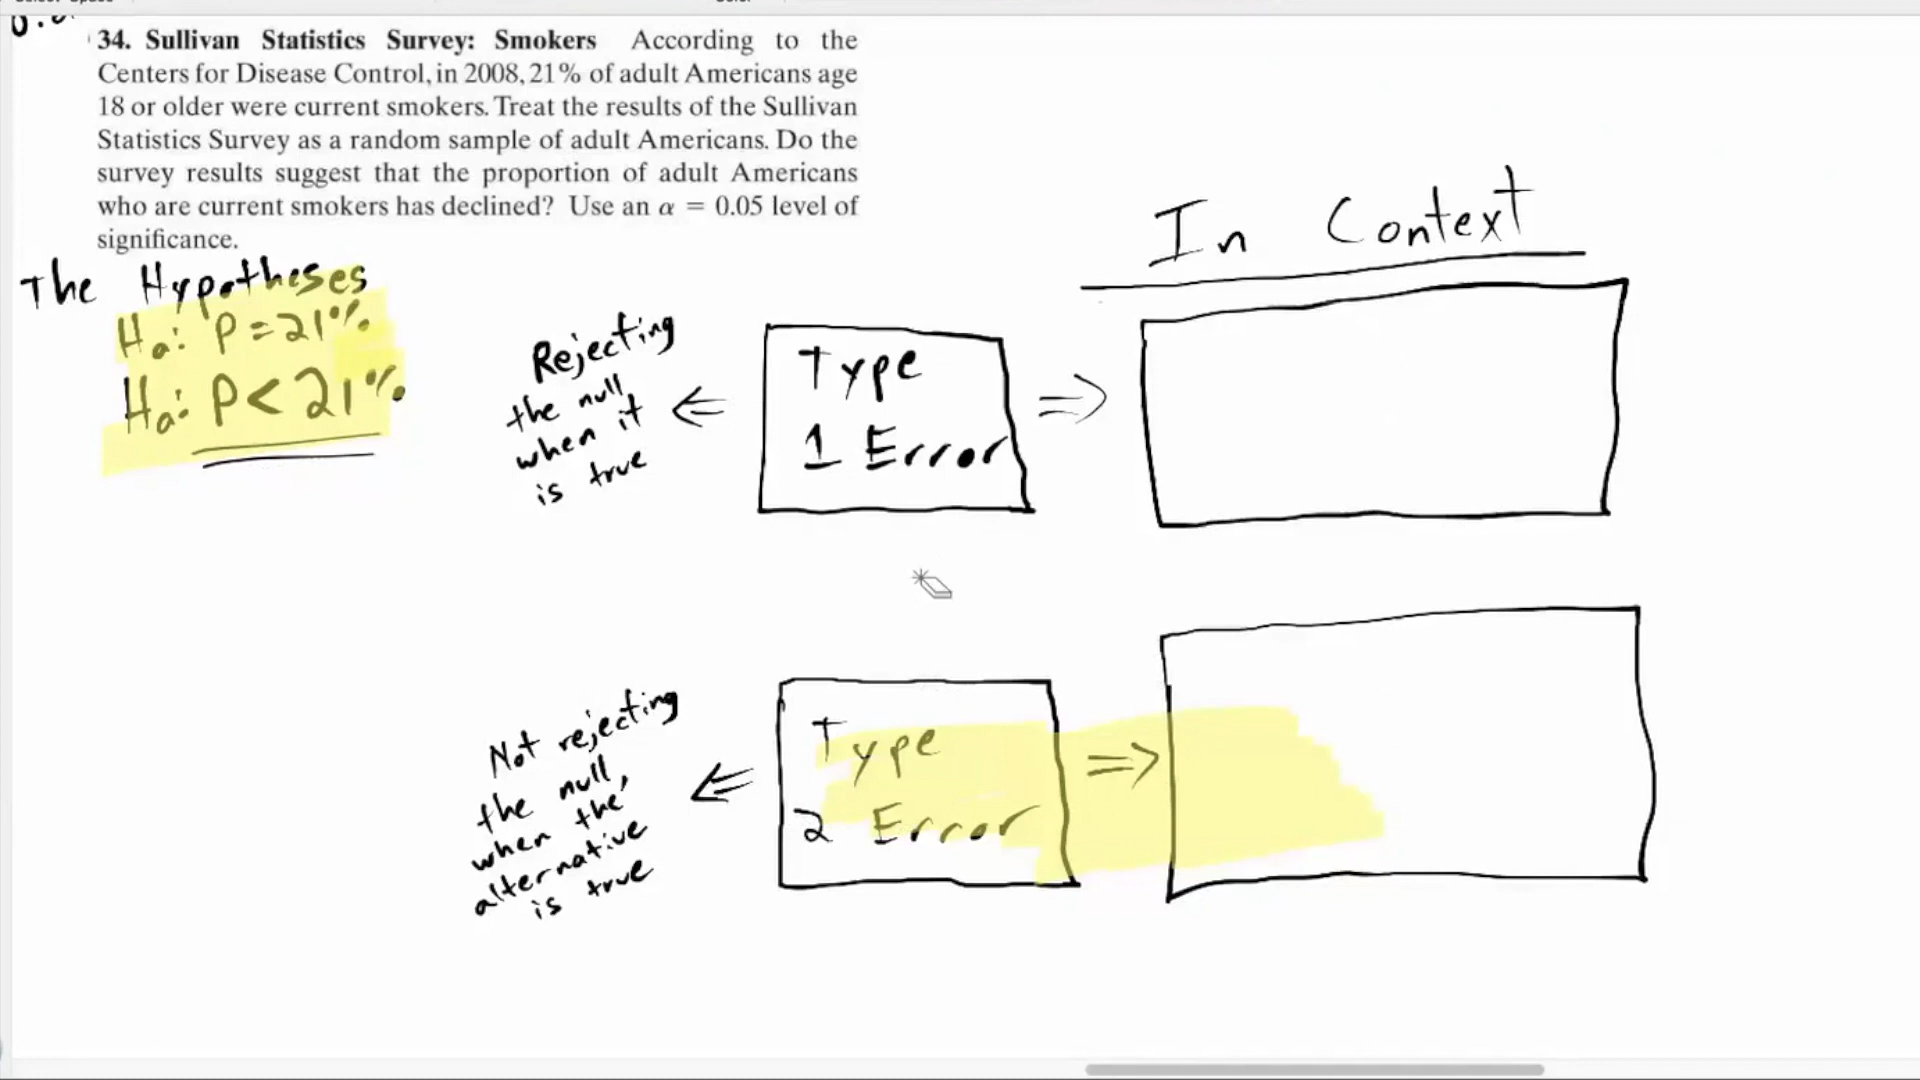 34. Sullivan Statistics Survey: Smokers According to the
Centers for Disease Control, in 2008, 21% of adult Americans age
18 or older were current smokers. Treat the results of the Sullivan
Statistics Survey as a random sample of adult Americans. Do the
survey results suggest that the proportion of adult Americans
who are current smokers has declined? Use an α = 0.05 level of
significance.
The Hypotheses
Ha: P = 21%
Ha: P < 21%
In Context
Rejecting
the null
when it
is true
⇐
Type
1 Error
⇒
Not rejecting
the null,
when the
alternative
is true
⇐
Type
2 Error
⇒